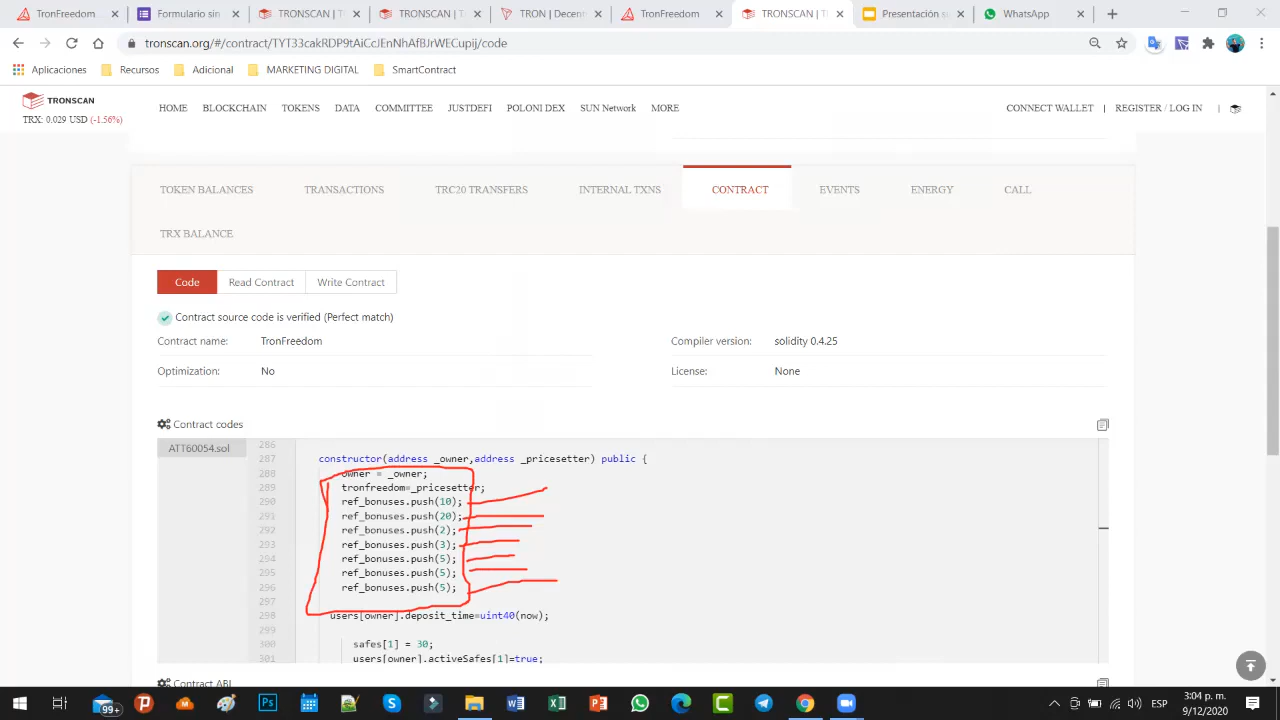 TRON Freedom
Formulario sin
TRONSCAN | T
TRONSCAN | T
TRON | Decent
TronFreedom
TRONSCAN | T
Presentación su
WhatsApp
tronscan.org/#/contract/TYT33cakRDP9tAiCcJEnNhAfBJrWECupij/code
Aplicaciones Recursos Adicional MARKETING DIGITAL SmartContract
TRONSCAN
TRX: 0.029 USD (-1.56%)
HOME BLOCKCHAIN TOKENS DATA COMMITTEE JUSTDEFI POLONI DEX SUN Network MORE
CONNECT WALLET | REGISTER / LOG IN |
TOKEN BALANCES TRANSACTIONS TRC20 TRANSFERS INTERNAL TXNS CONTRACT EVENTS ENERGY CALL
TRX BALANCE
Code Read Contract Write Contract
Contract source code is verified (Perfect match)
Contract name: TronFreedom Compiler version: solidity 0.4.25
Optimization: No License: None
Contract codes
ATT60054.sol
286
287 constructor(address _owner,address _pricesetter) public {
288 owner = _owner;
289 tronfreedom=_pricesetter;
290 ref_bonuses.push(10);
291 ref_bonuses.push(20);
292 ref_bonuses.push(2);
293 ref_bonuses.push(3);
294 ref_bonuses.push(5);
295 ref_bonuses.push(5);
296 ref_bonuses.push(5);
297
298 users[owner].deposit_time=uint40(now);
299
300 safes[1] = 30;
301 users[owner].activeSafes[1]=true;
Contract ABI
99+
ESP
3:04 p. m.
9/12/2020